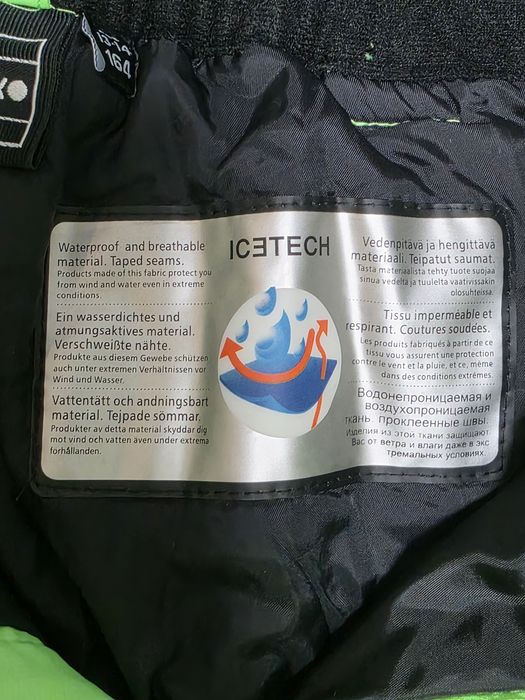 164
ICETECH
Waterproof and breathable
material. Taped seams.
Products made of this fabric protect you
from wind and water even in extreme
conditions.
Ein wasserdichtes und
atmungsaktives material.
Verschweißte nähte.
Produkte aus diesem Gewebe schützen
auch unter extremen Verhältnissen vor
Wind und Wasser.
Vattentätt och andningsbart
material. Tejpade sömmar.
Produkter av detta material skyddar dig
mot vind och vatten även under extrema
förhållanden.
Vedenpitävä ja hengittävä
materiaali. Teipatut saumat.
Tästä materiaalista tehty tuote suojaa
sinua vedeltä ja tuulelta vaativissakin
olosuhteissa.
Tissu imperméable et
respirant. Coutures soudées.
Les produits fabriqués à partir de ce
tissu vous assurent une protection
contre le vent et la pluie, et ce, même
dans des conditions extrêmes.
Водонепроницаемая и
воздухопроницаемая
ткань. Проклеенные швы.
Изделия из этой ткани защищают
Вас от ветра и влаги даже в экс
тремальных условиях.